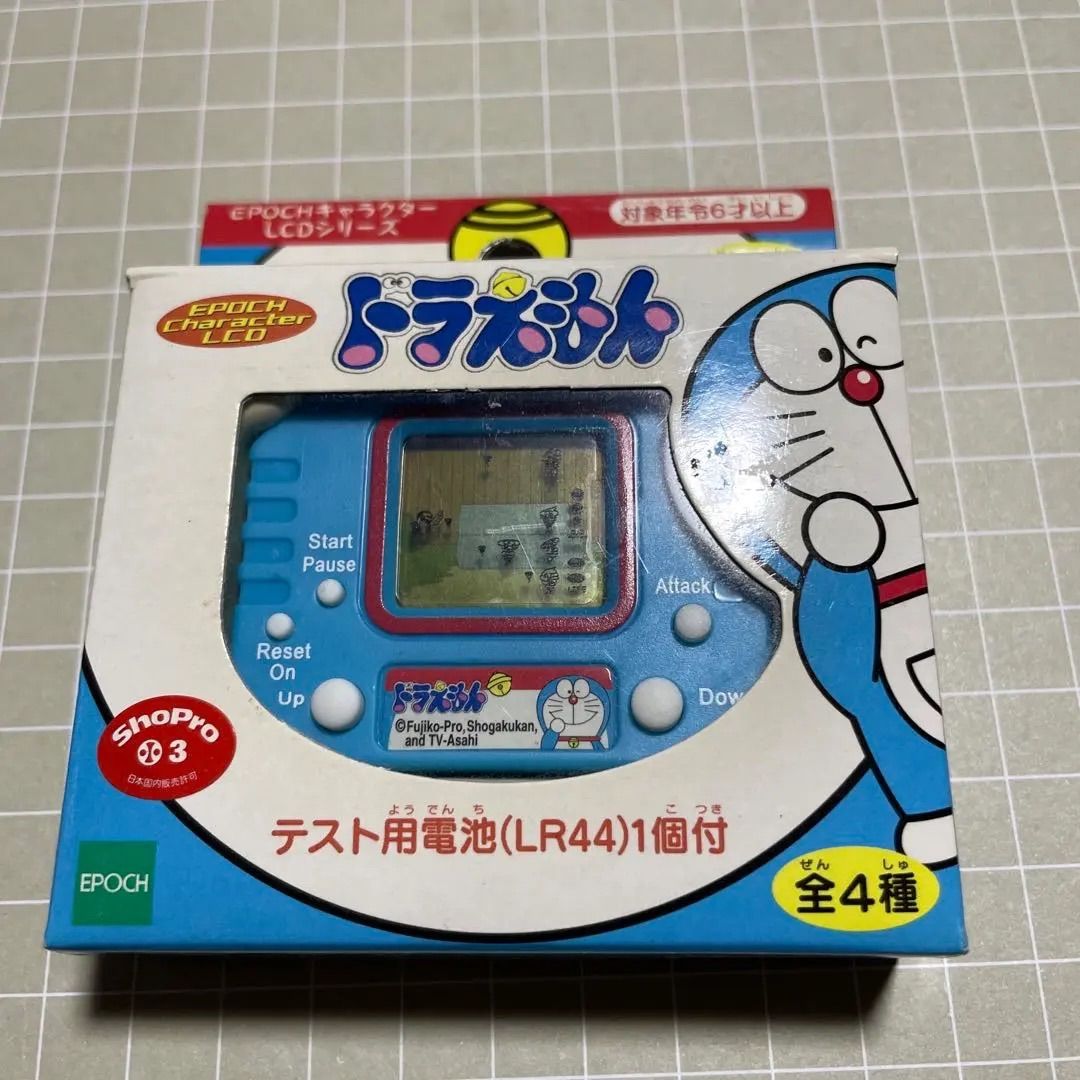 EPOCHキャラクター
LCDシリーズ
対象年令6才以上
EPOCH
Character
LCD
ドラえもん
Start
Pause
Attack
Reset
On
Up
Dow
ドラえもん
©Fujiko-Pro, Shogakukan,
and TV-Asahi
ShoPro
3
日本国内販売許可
よう でん ち こ つき
テスト用電池(LR44)1個付
EPOCH
ぜん しゅ
全4種